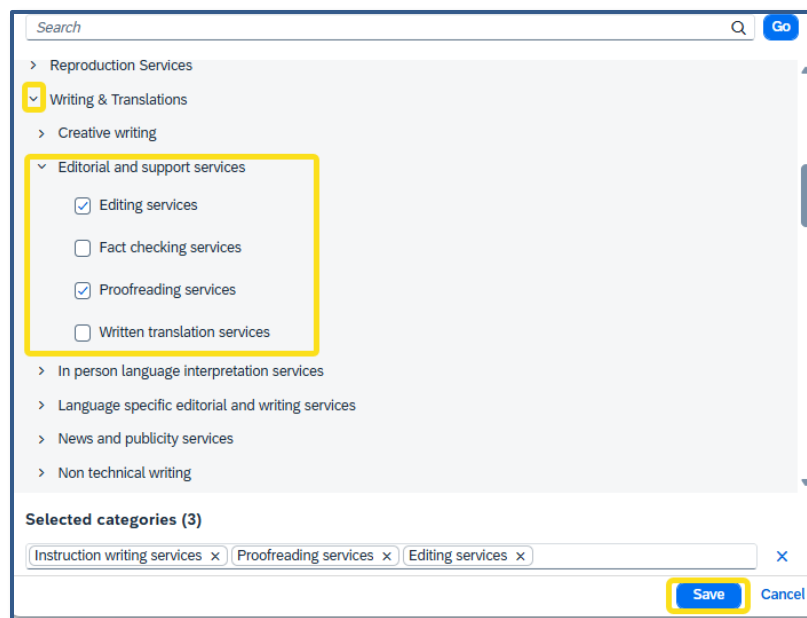 Search
Go
Reproduction Services
Writing & Translations
Creative writing
Editorial and support services
Editing services
Fact checking services
Proofreading services
Written translation services
In person language interpretation services
Language specific editorial and writing services
News and publicity services
Non technical writing
Selected categories (3)
Instruction writing services x Proofreading services x Editing services x
Save Cancel